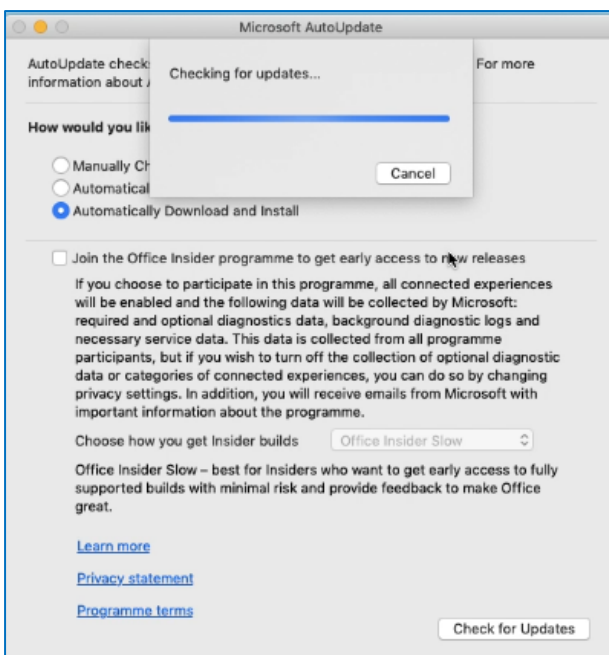 Microsoft AutoUpdate
AutoUpdate check
For more
information about
Checking for updates...
Cancel
How would you lik
Manually Ch
Automatical
Automatically Download and Install
Join the Office Insider programme to get early access to new releases
If you choose to participate in this programme, all connected experiences
will be enabled and the following data will be collected by Microsoft:
required and optional diagnostics data, background diagnostic logs and
necessary service data. This data is collected from all programme
participants, but if you wish to turn off the collection of optional diagnostic
data or categories of connected experiences, you can do so by changing
privacy settings. In addition, you will receive emails from Microsoft with
important information about the programme.
Choose how you get Insider builds Office Insider Slow
Office Insider Slow – best for Insiders who want to get early access to fully
supported builds with minimal risk and provide feedback to make Office
great.
Learn more
Privacy statement
Programme terms
Check for Updates